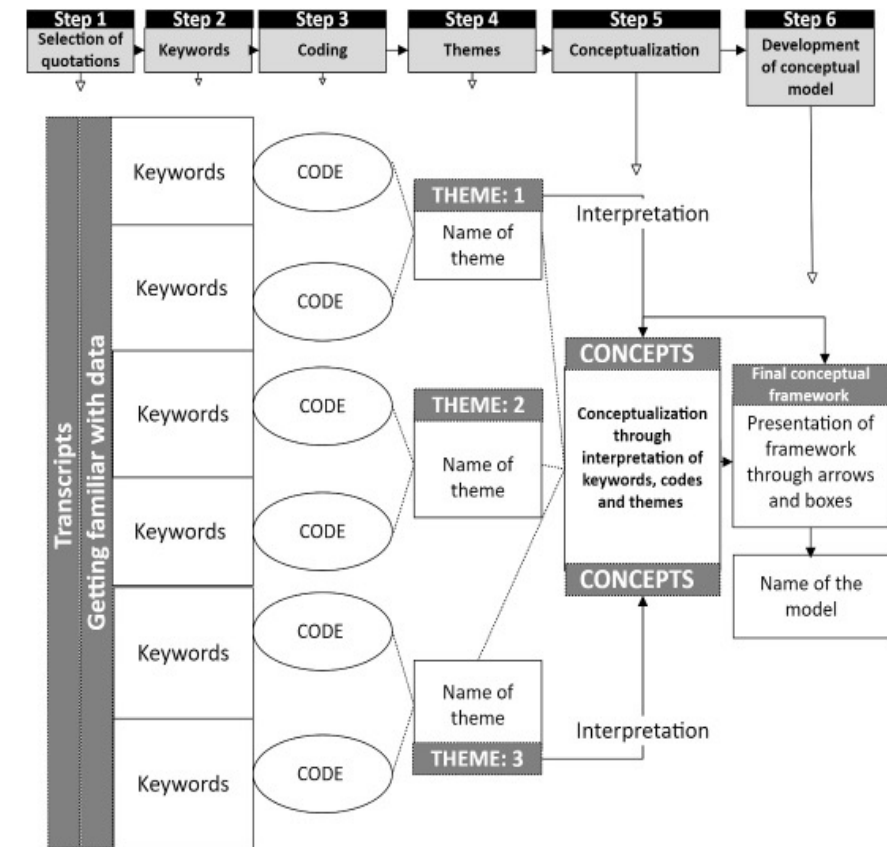 Step 1
Selection of
quotations
Step 2
Keywords
Step 3
Coding
Step 4
Themes
Step 5
Conceptualization
Step 6
Development
of conceptual
model
Transcripts
Getting familiar with data
Keywords
Keywords
Keywords
Keywords
Keywords
Keywords
CODE
CODE
CODE
CODE
CODE
CODE
THEME: 1
Name of
theme
THEME: 2
Name of
theme
Name of
theme
THEME: 3
Interpretation
CONCEPTS
Conceptualization
through
interpretation of
keywords, codes
and themes
CONCEPTS
Interpretation
Final conceptual
framework
Presentation of
framework
through arrows
and boxes
Name of the
model